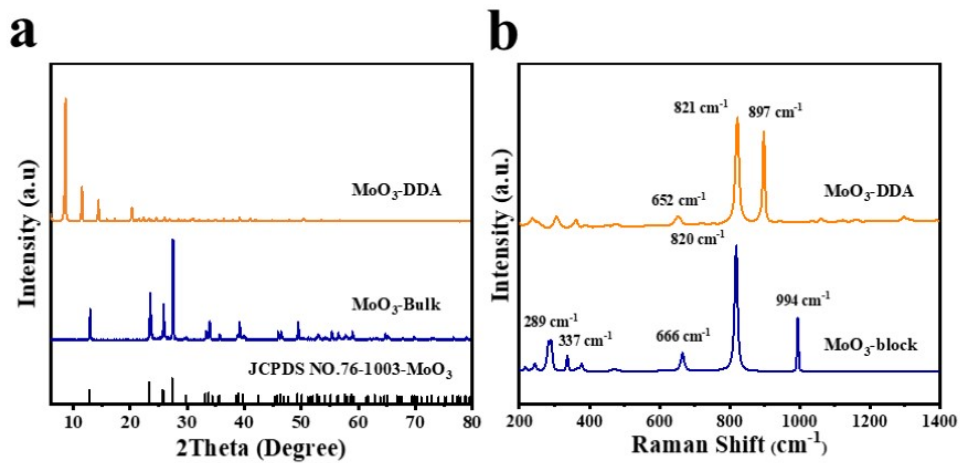 a
Intensity (a.u)
MoO₃-DDA
MoO₃-Bulk
JCPDS NO.76-1003-MoO₃
10 20 30 40 50 60 70 80
2Theta (Degree)
b
Intensity (a.u.)
821 cm⁻¹ 897 cm⁻¹
652 cm⁻¹
MoO₃-DDA
820 cm⁻¹
994 cm⁻¹
289 cm⁻¹
337 cm⁻¹
666 cm⁻¹
MoO₃-block
200 400 600 800 1000 1200 1400
Raman Shift (cm⁻¹)